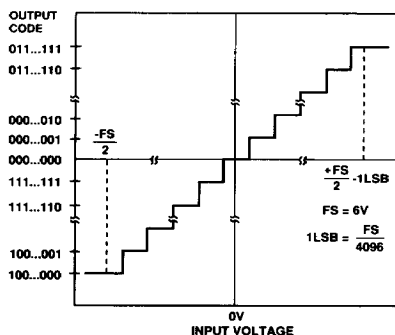 OUTPUT
CODE
011...111
011...110
000...010
000...001
000...000
111...111
111...110
100...001
100...000
-FS
2
+FS
2
-1LSB
FS = 6V
1LSB = FS
4096
0V
INPUT VOLTAGE